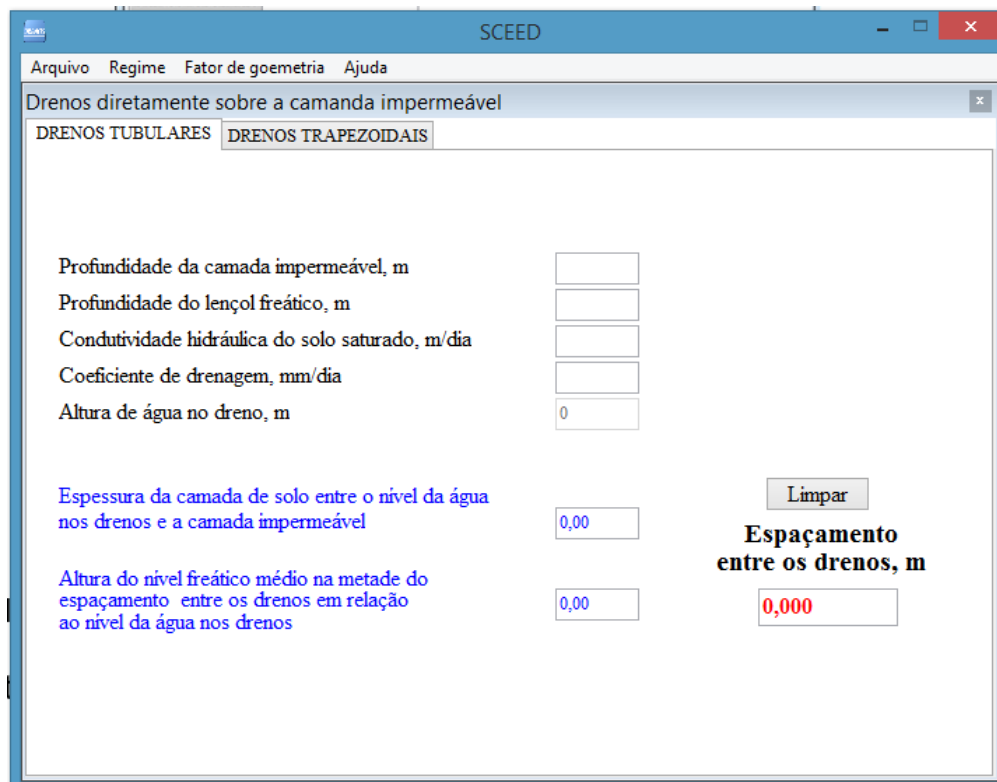 SCEED
Arquivo Regime Fator de goemetria Ajuda
Drenos diretamente sobre a camanda impermeável
DRENOS TUBULARES DRENOS TRAPEZOIDAIS
Profundidade da camada impermeável, m
Profundidade do lençol freático, m
Condutividade hidráulica do solo saturado, m/dia
Coeficiente de drenagem, mm/dia
Altura de água no dreno, m 0
Espessura da camada de solo entre o nível da água
nos drenos e a camada impermeável 0,00
Altura do nível freático médio na metade do
espaçamento entre os drenos em relação
ao nível da água nos drenos 0,00
Limpar
Espaçamento
entre os drenos, m
0,000